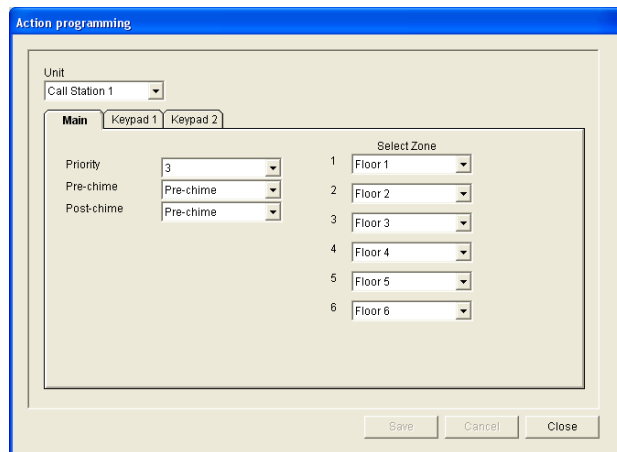 Action programming
Unit
Call Station 1
Main Keypad 1 Keypad 2
Select Zone
Priority 3
Pre-chime Pre-chime
Post-chime Pre-chime
1 Floor 1
2 Floor 2
3 Floor 3
4 Floor 4
5 Floor 5
6 Floor 6
Save Cancel Close